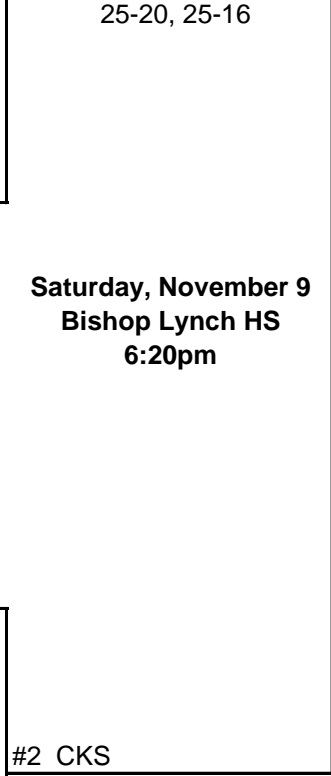 25-20, 25-16
Saturday, November 9
Bishop Lynch HS
6:20pm
#2 CKS